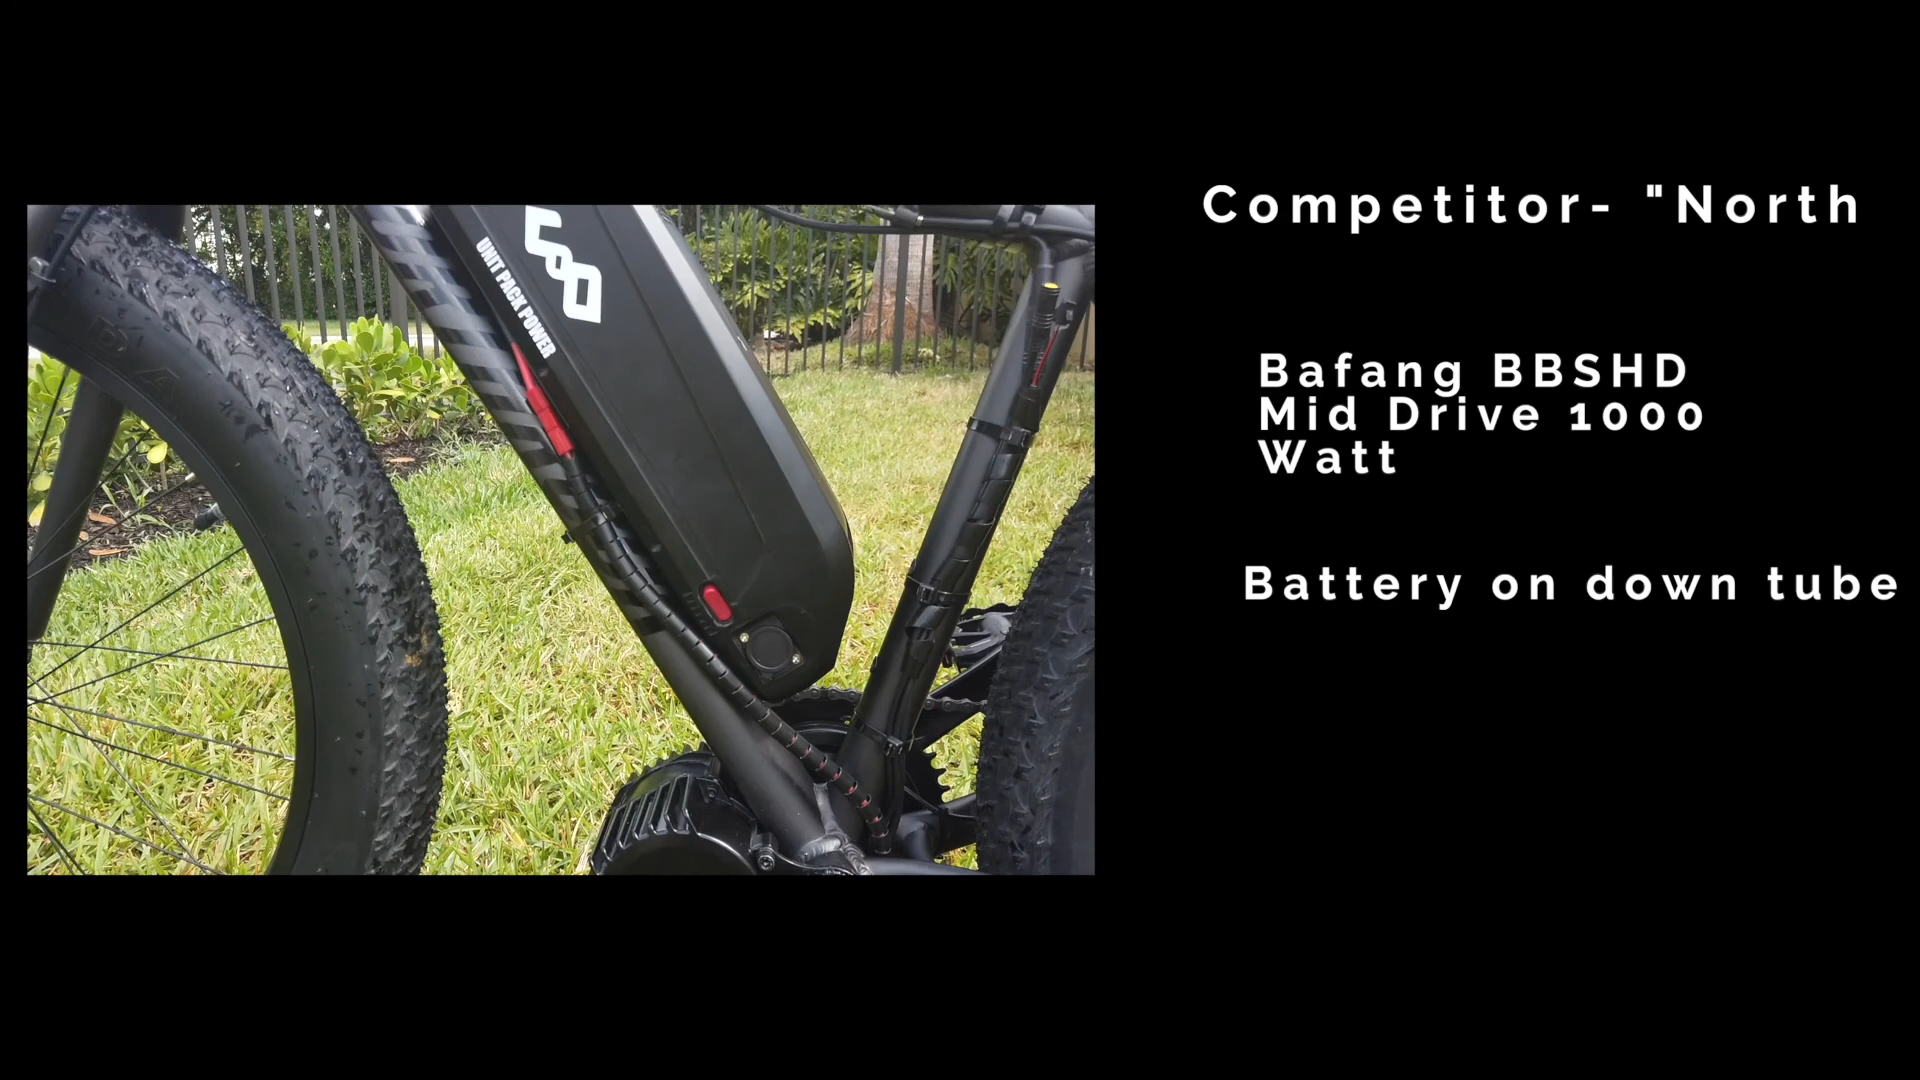 Competitor- "North
Bafang BBSHD
Mid Drive 1000
Watt
Battery on down tube
UNIT PACK POWER